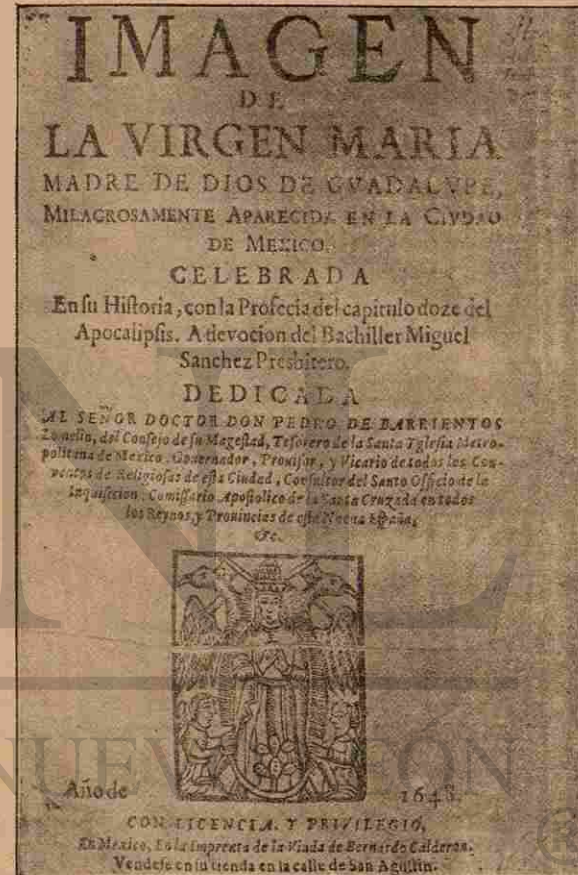 IMAGEN
DE
LA VIRGEN MARIA
MADRE DE DIOS DE GVADALVPE,
MILAGROSAMENTE APARECIDA EN LA CIVDAD
DE MEXICO.
CELEBRADA
En su Historia, con la Profecia del capitulo doze del
Apocalipsis. A devocion del Bachiller Miguel
Sanchez Presbitero.
DEDICADA
AL SEÑOR DOCTOR DON PEDRO DE BARRIENTOS
Lomelin, del Consejo de su Magestad, Tesorero de la Santa Yglesia Metro-
politana de Mexico, Governador, Provisor, y Vicario de todos los Con-
ventos de Religiosas de esta Ciudad, Consultor del Santo Officio de la
Inquisicion, Comissario Apostolico de la Santa Cruzada en todos
los Reynos, y Provincias de esta Nueva España,
&c.
Año de 1648.
CON LICENCIA. Y PRIVILEGIO,
En Mexico, En la Imprenta de la Viuda de Bernardo Calderon.
Vendese en su tienda en la calle de San Agustin.
NL
NUEVO LEON
®